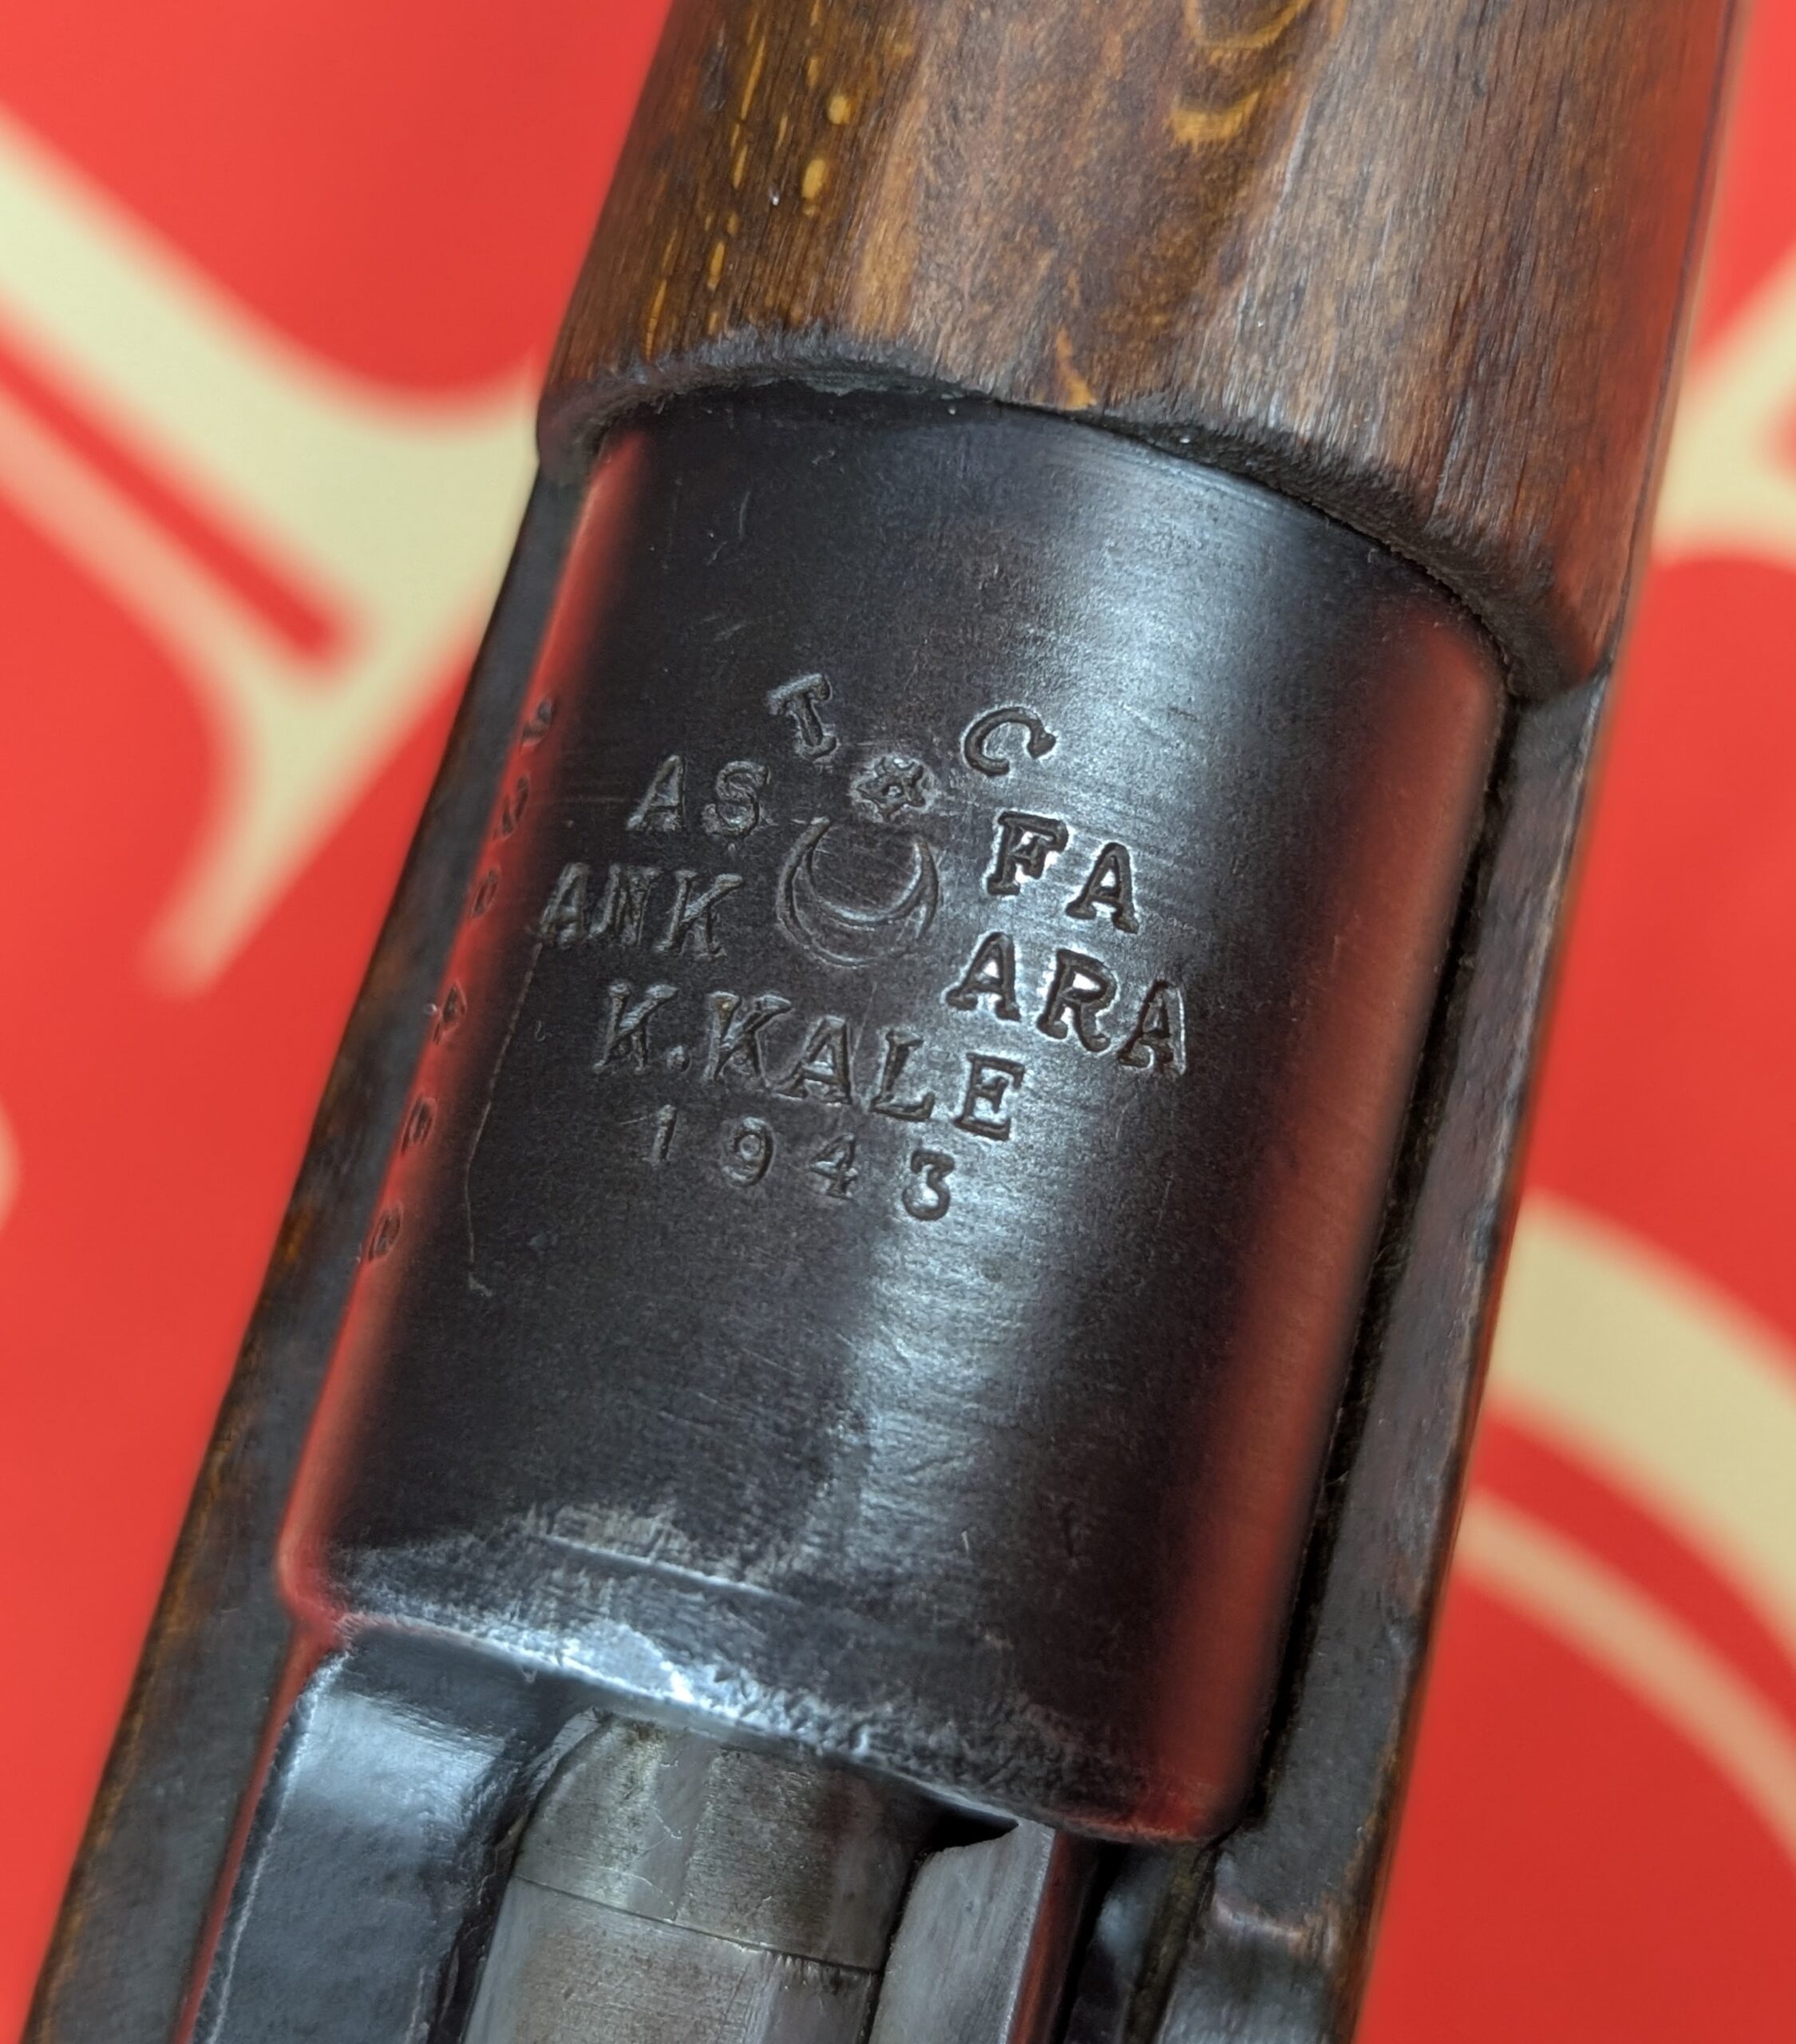 T C
AS FA
ANK ARA
K.KALE
1943